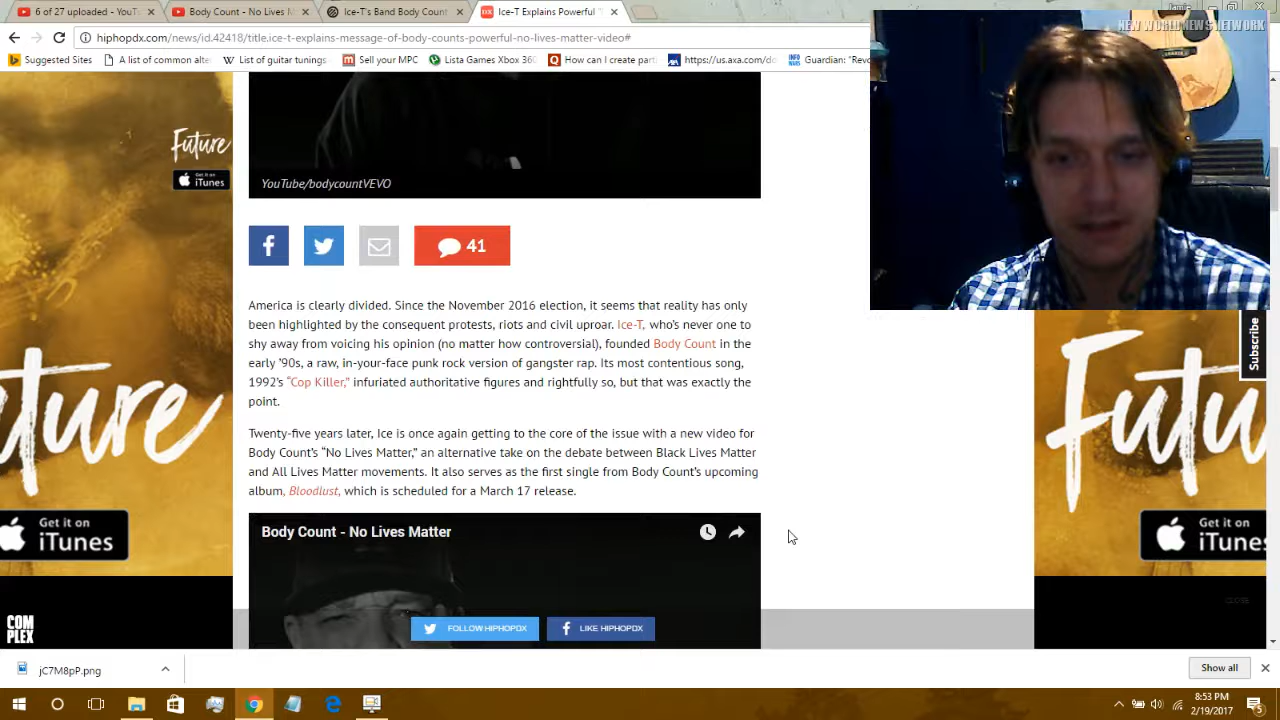 6 of 27 uploaded - YouT
Body Count - No Lives M
Ice-T's Band Body Count
Ice-T Explains Powerful "
hiphopdx.com/news/id.42418/title.ice-t-explains-message-of-body-counts-powerful-no-lives-matter-video#
Suggested Sites
A list of common alte
List of guitar tunings -
Sell your MPC
Lista games Xbox 360
How can I create part
https://us.axa.com/do
Guardian: "Revo
NEW WORLD NEWS NETWORK
Future
Get it on
iTunes
YouTube/bodycountVEVO
41
America is clearly divided. Since the November 2016 election, it seems that reality has only
been highlighted by the consequent protests, riots and civil uproar. Ice-T, who's never one to
shy away from voicing his opinion (no matter how controversial), founded Body Count in the
early '90s, a raw, in-your-face punk rock version of gangster rap. Its most contentious song,
1992's "Cop Killer," infuriated authoritative figures and rightfully so, but that was exactly the
point.
Twenty-five years later, Ice is once again getting to the core of the issue with a new video for
Body Count's "No Lives Matter," an alternative take on the debate between Black Lives Matter
and All Lives Matter movements. It also serves as the first single from Body Count's upcoming
album, Bloodlust, which is scheduled for a March 17 release.
Subscribe
ture
Futu
Get it on
iTunes
Get it on
iTunes
Body Count - No Lives Matter
FOLLOW HIPHOPDX
LIKE HIPHOPDX
COM
PLEX
jC7M8pP.png
Show all
8:53 PM
2/19/2017
5